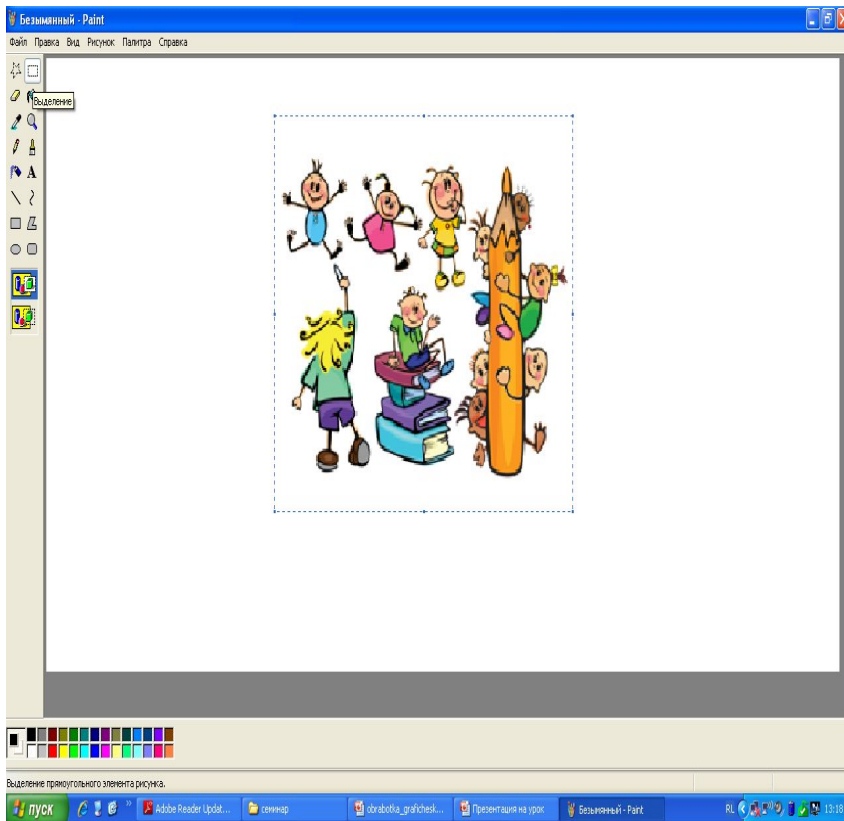 Безымянный - Paint
Файл Правка Вид Рисунок Палитра Справка
Выделение
A
Выделение прямоугольного элемента рисунка.
пуск
Adobe Reader Updat...
семинар
obrabotka_grafichesk...
Презентация на урок
Безымянный - Paint
RL
13:18